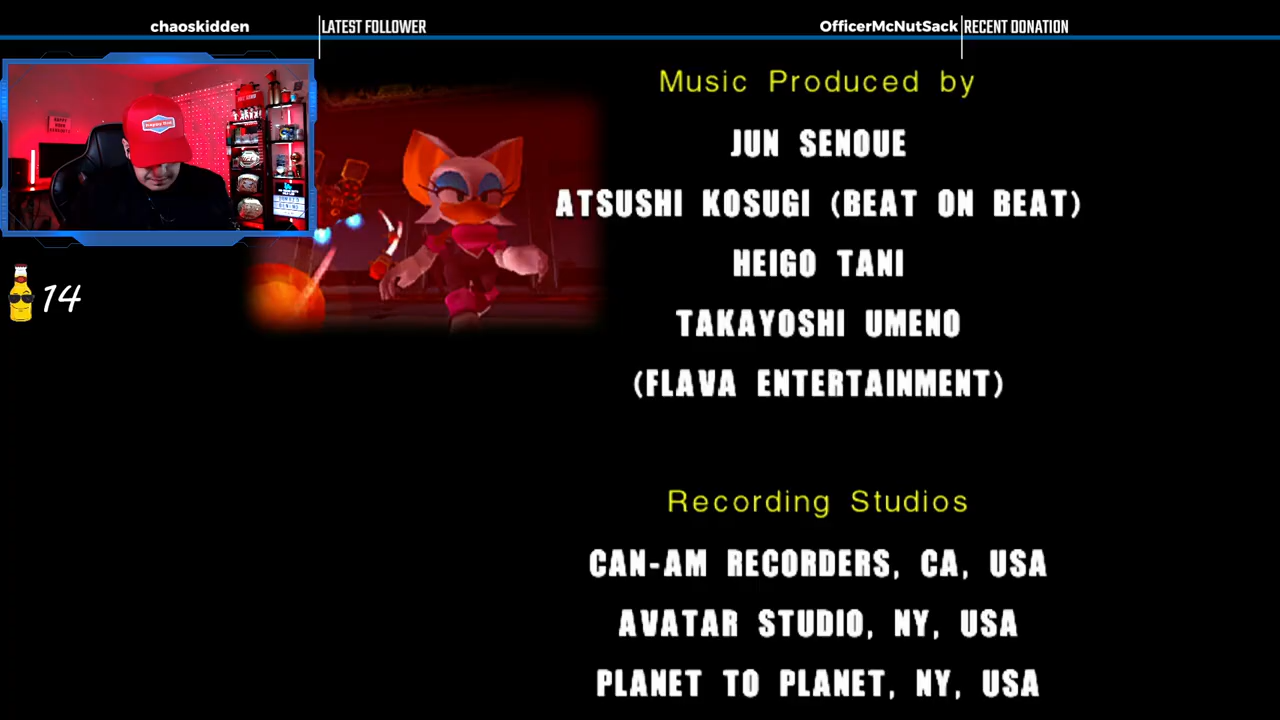 chaoskidden
LATEST FOLLOWER
OfficerMcNutSack
RECENT DONATION
14
Music Produced by
JUN SENOUE
ATSUSHI KOSUGI (BEAT ON BEAT)
HEIGO TANI
TAKAYOSHI UMENO
(FLAVA ENTERTAINMENT)
Recording Studios
CAN-AM RECORDERS, CA, USA
AVATAR STUDIO, NY, USA
PLANET TO PLANET, NY, USA